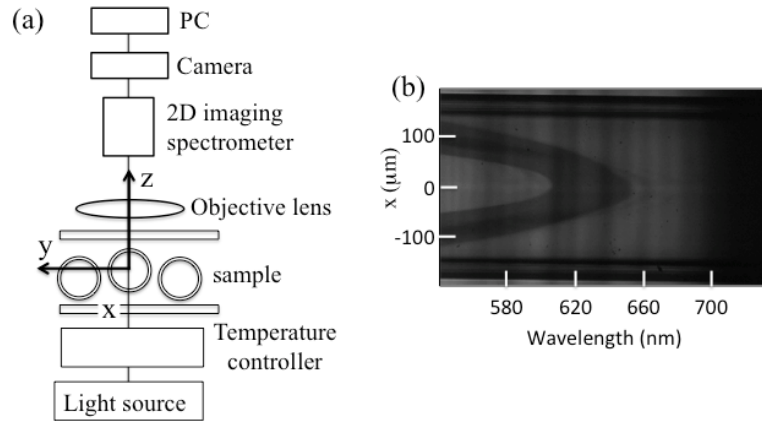 (a)
PC
Camera
2D imaging
spectrometer
z
Objective lens
y
sample
x
Temperature
controller
Light source
(b)
x (μm)
100
0
-100
580 620 660 700
Wavelength (nm)